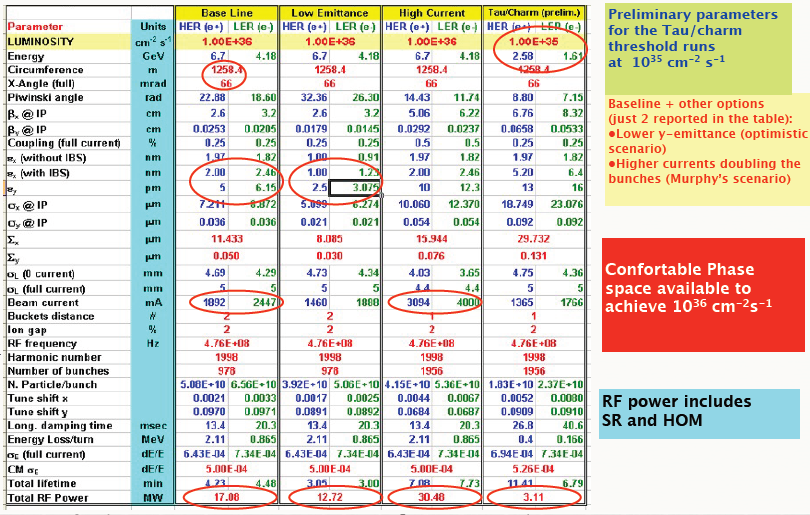 Base Line Low Emittance High Current Tau/Charm (prelim.)
Parameter Units HER (e+) LER (e-) HER (e+) LER (e-) HER (e+) LER (e-) HER (e+) LER (e-)
LUMINOSITY cm-2 s-1 1.00E+36 1.00E+36 1.00E+36 1.00E+35
Energy GeV 6.7 4.18 6.7 4.18 6.7 4.18 2.58 1.61
Circumference m 1258.4 1258.4 1258.4 1258.4
X-Angle (full) mrad 66 66 66 66
Piwinski angle rad 22.88 18.60 32.36 26.30 14.43 11.74 8.80 7.15
βx @ IP cm 2.6 3.2 2.6 3.2 5.06 6.22 6.76 8.32
βy @ IP cm 0.0253 0.0205 0.0179 0.0145 0.0292 0.0237 0.0658 0.0533
Coupling (full current) % 0.25 0.25 0.25 0.25 0.5 0.5 0.25 0.25
εx (without IBS) nm 1.97 1.82 1.00 0.91 1.97 1.82 1.97 1.82
εx (with IBS) nm 2.00 2.46 1.00 1.23 2.00 2.46 5.20 6.4
εy pm 5 6.15 2.5 3.075 10 12.3 13 16
σx @ IP µm 7.211 8.872 5.099 6.274 10.060 12.370 18.749 23.076
σy @ IP µm 0.036 0.036 0.021 0.021 0.054 0.054 0.092 0.092
Σx µm 11.433 8.085 15.944 29.732
Σy µm 0.050 0.030 0.076 0.131
σL (0 current) mm 4.69 4.29 4.73 4.34 4.03 3.65 4.75 4.36
σL (full current) mm 5 5 5 5 4.4 4.4 5 5
Beam current mA 1892 2447 1460 1888 3094 4000 1365 1766
Buckets distance # 2 2 1 1
Ion gap % 2 2 2 2
RF frequency Hz 4.76E+08 4.76E+08 4.76E+08 4.76E+08
Harmonic number 1998 1998 1998 1998
Number of bunches 978 978 1956 1956
N. Particle/bunch 5.08E+10 6.56E+10 3.92E+10 5.06E+10 4.15E+10 5.36E+10 1.83E+10 2.37E+10
Tune shift x 0.0021 0.0033 0.0017 0.0025 0.0044 0.0067 0.0052 0.0080
Tune shift y 0.0970 0.0971 0.0891 0.0892 0.0684 0.0687 0.0909 0.0910
Long. damping time msec 13.4 20.3 13.4 20.3 13.4 20.3 26.8 40.6
Energy Loss/turn MeV 2.11 0.865 2.11 0.865 2.11 0.865 0.4 0.166
σE (full current) dE/E 6.43E-04 7.34E-04 6.43E-04 7.34E-04 6.43E-04 7.34E-04 6.94E-04 7.34E-04
CM σE dE/E 5.00E-04 5.00E-04 5.00E-04 5.26E-04
Total lifetime min 4.23 4.48 3.05 3.00 7.08 7.73 11.41 6.79
Total RF Power MW 17.08 12.72 30.48 3.11
Preliminary parameters
for the Tau/charm
threshold runs
at 10^35 cm-2 s-1
Baseline + other options
(just 2 reported in the table):
•Lower y-emittance (optimistic
scenario)
•Higher currents doubling the
bunches (Murphy's scenario)
Confortable Phase
space available to
achieve 10^36 cm-2s-1
RF power includes
SR and HOM